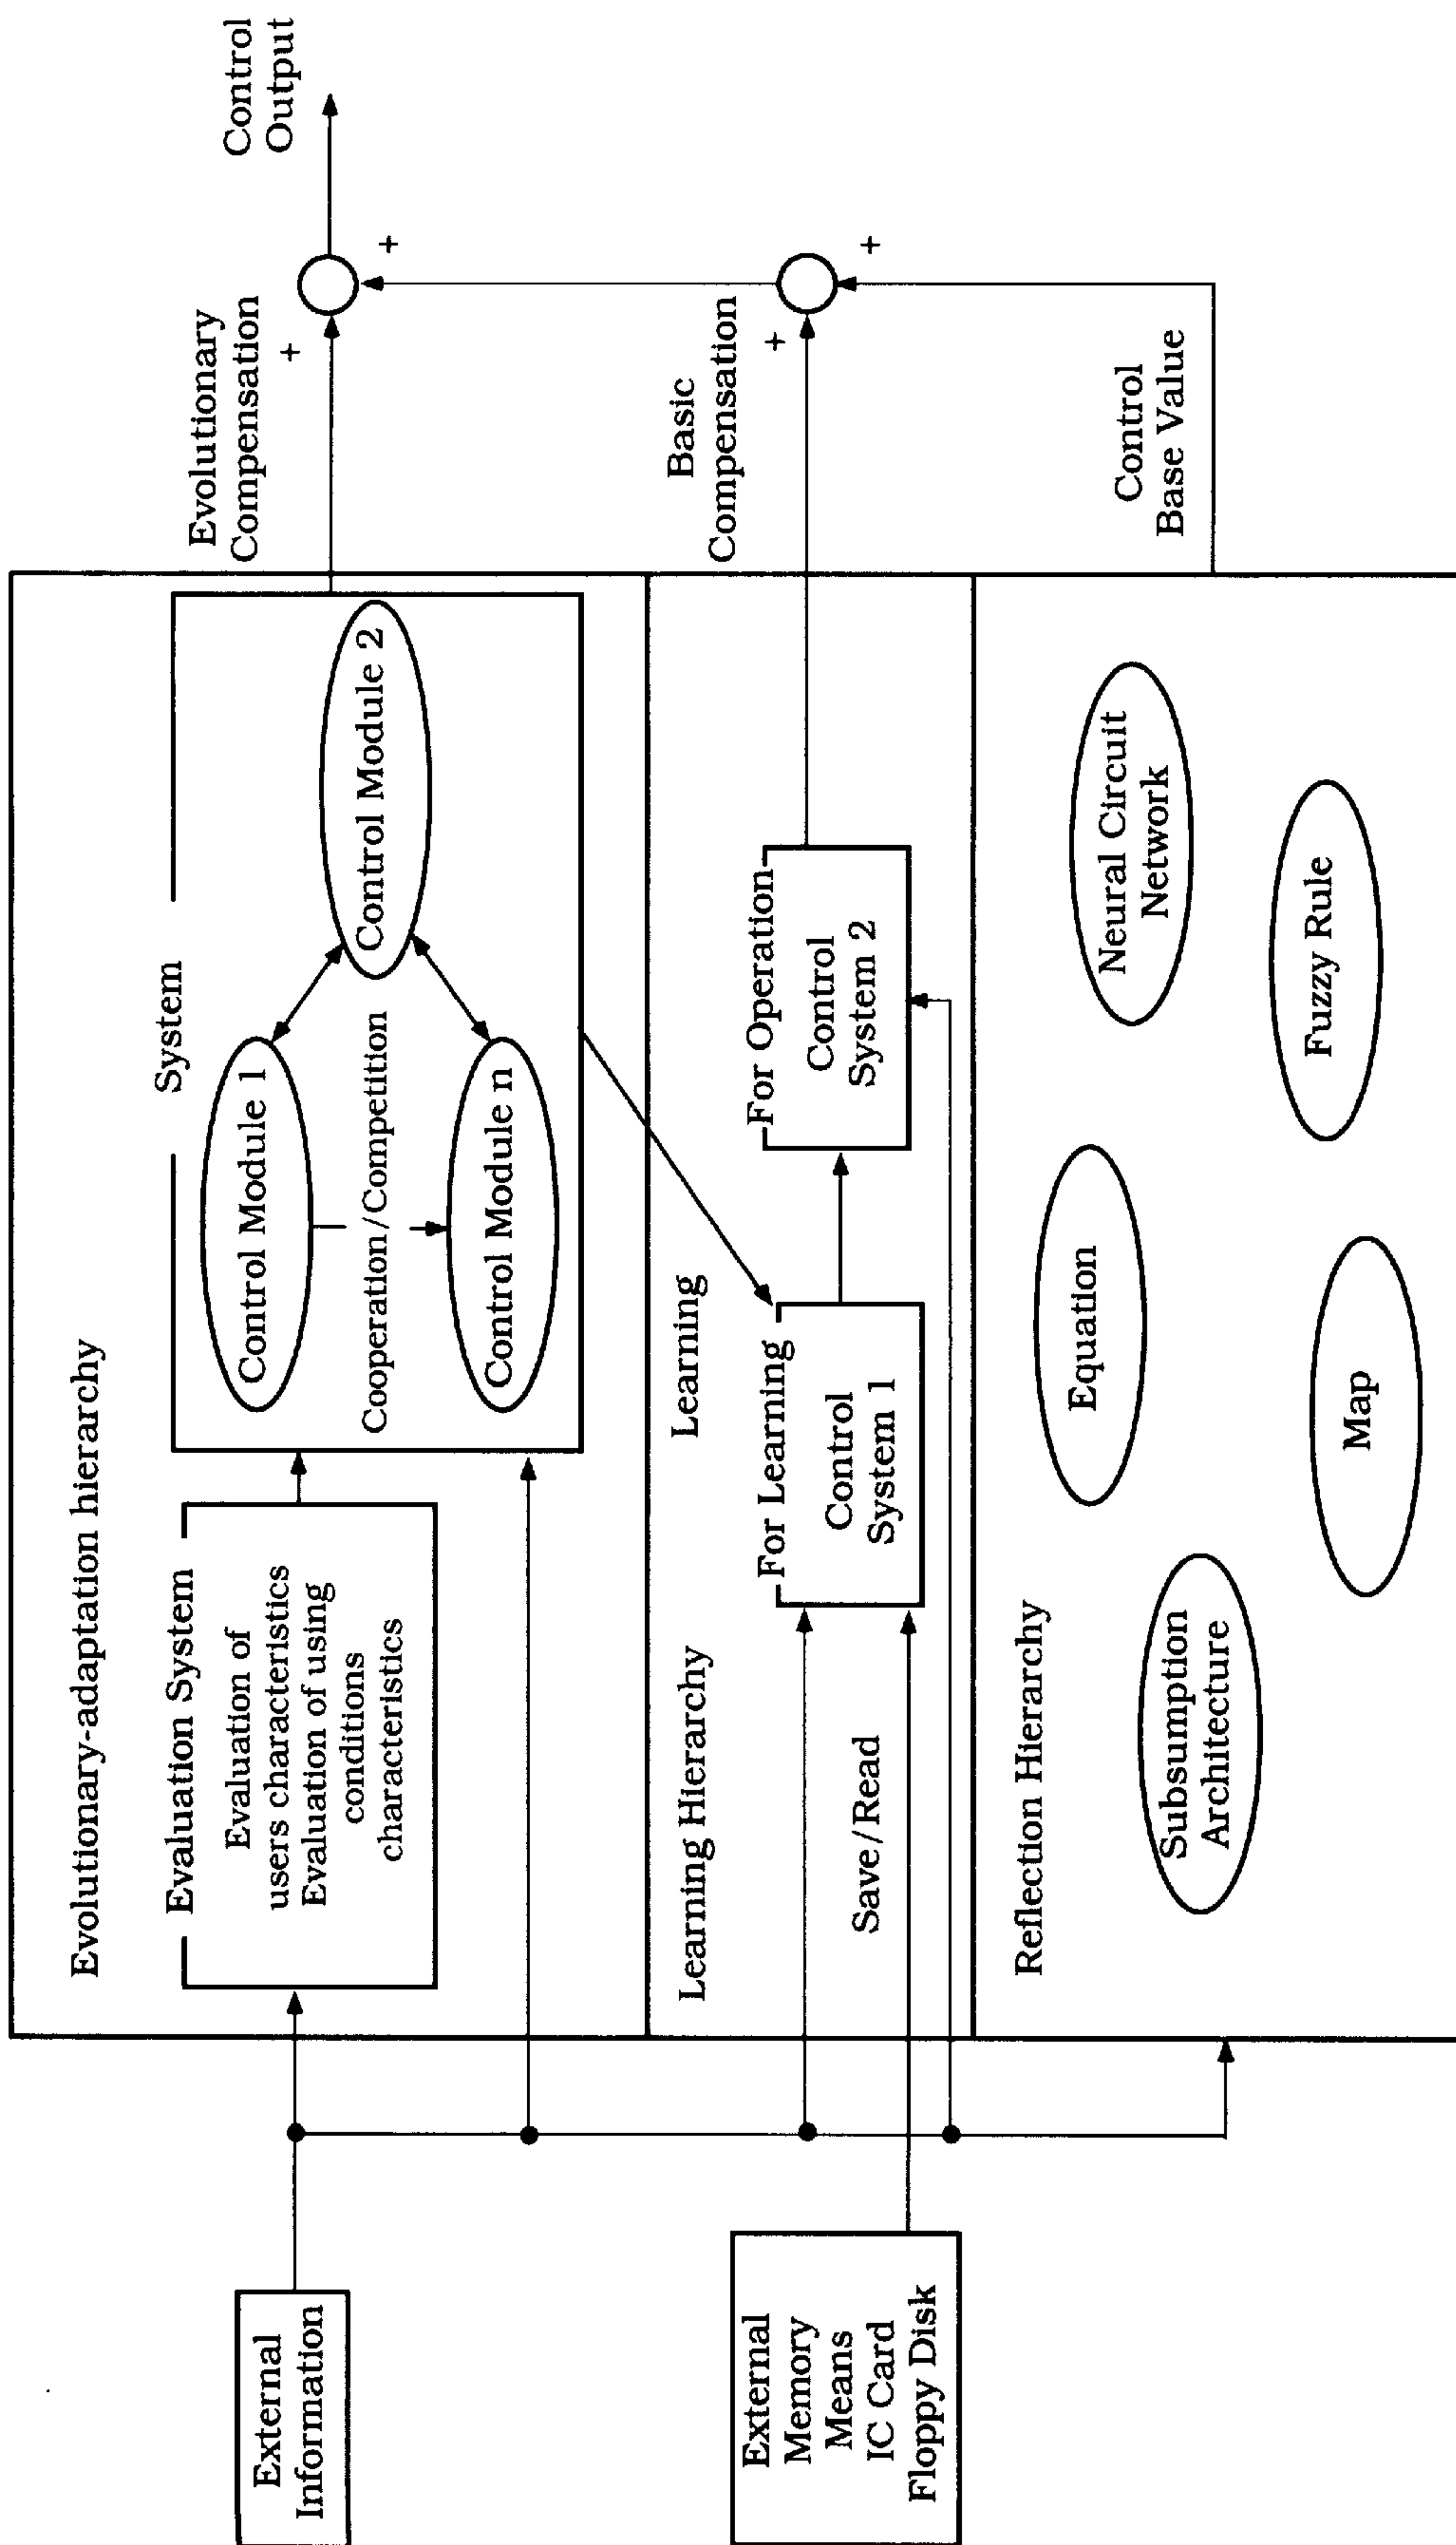 External
Information
External
Memory
Means
IC Card
Floppy Disk
Evolutionary-adaptation hierarchy
Evaluation System
Evaluation of
users characteristics
Evaluation of using
conditions
characteristics
System
Control Module 1
Control Module 2
Cooperation/Competition
Control Module n
Learning Hierarchy
Learning
Save/Read
For Learning
Control
System 1
For Operation
Control
System 2
Reflection Hierarchy
Subsumption
Architecture
Equation
Map
Neural Circuit
Network
Fuzzy Rule
Evolutionary
Compensation
+
+
Control
Output
Basic
Compensation
+
+
Control
Base Value